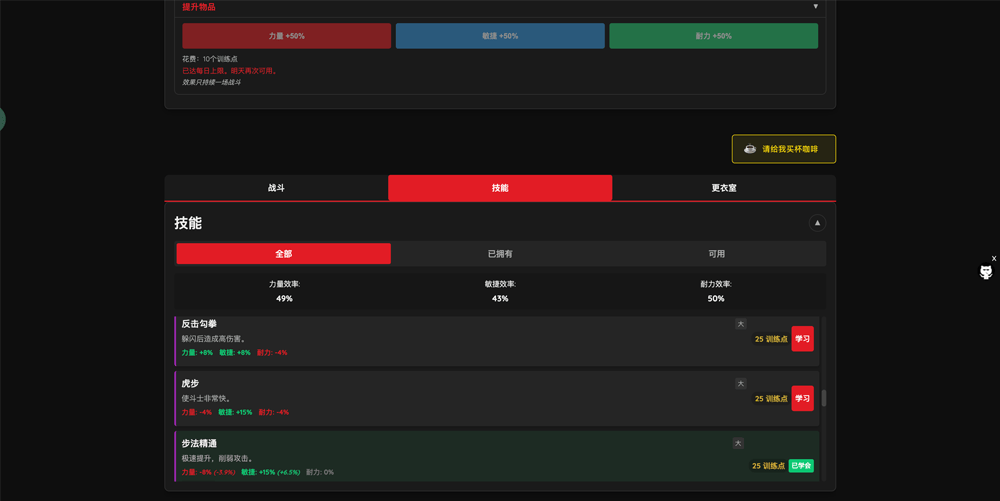 提升物品 ▼
力量 +50% 敏捷 +50% 耐力 +50%
花费：10个训练点
已达每日上限。明天再次可用。
效果只持续一场战斗
请给我买杯咖啡
战斗 技能 更衣室
技能 ▲
全部 已拥有 可用
力量效率: 敏捷效率: 耐力效率:
49% 43% 50%
x
反击勾拳 大
躲闪后造成高伤害。 25 训练点 学习
力量: +8% 敏捷: +8% 耐力: -4%
虎步 大
使斗士非常快。 25 训练点 学习
力量: -4% 敏捷: +15% 耐力: -4%
步法精通 大
极速提升，削弱攻击。 25 训练点 已学会
力量: -8% (-3.9%) 敏捷: +15% (+6.5%) 耐力: 0%